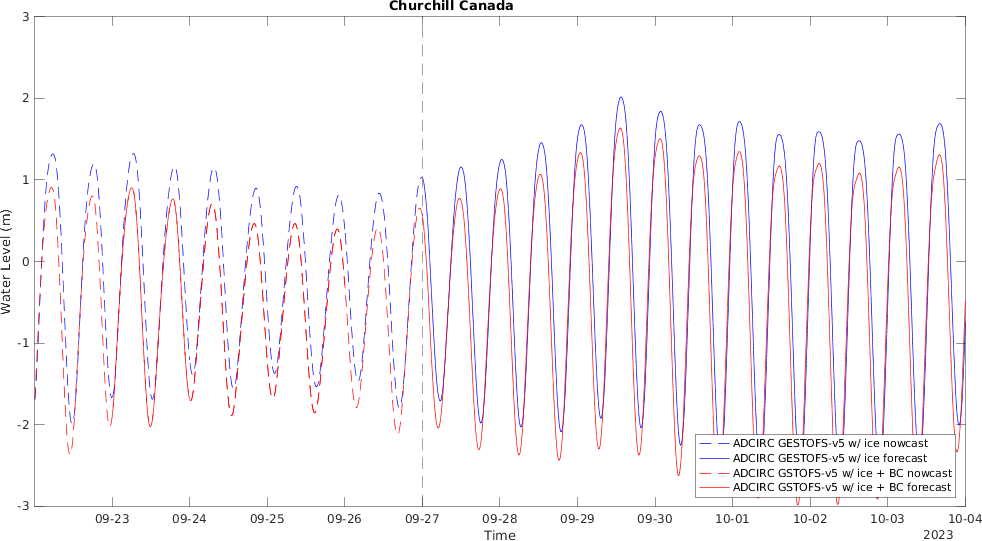 Churchill Canada
3
2
1
0
-1
-2
-3
Water Level (m)
ADCIRC GESTOFS-v5 w/ ice nowcast
ADCIRC GESTOFS-v5 w/ ice forecast
ADCIRC GSTOFS-v5 w/ ice + BC nowcast
ADCIRC GSTOFS-v5 w/ ice + BC forecast
09-23 09-24 09-25 09-26 09-27 09-28 09-29 09-30 10-01 10-02 10-03 10-04
Time
2023